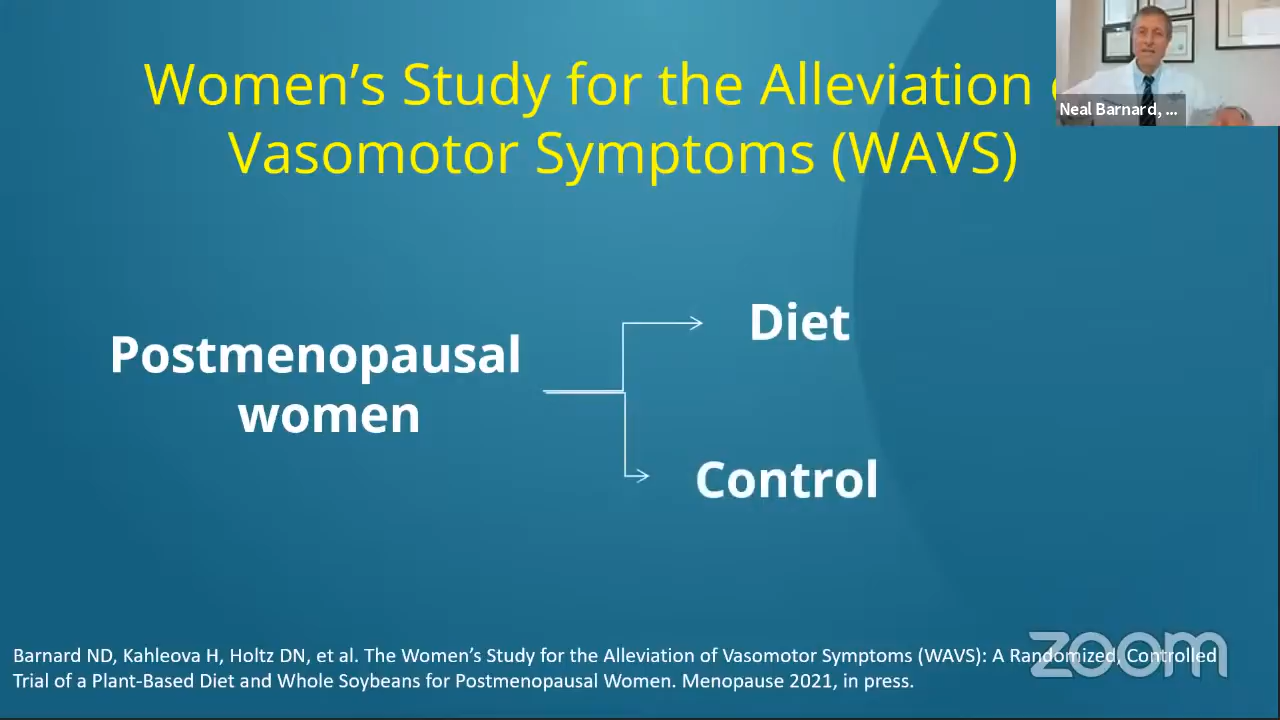 Women's Study for the Alleviation
Vasomotor Symptoms (WAVS)
Neal Barnard, ...
Postmenopausal
women
Diet
Control
Barnard ND, Kahleova H, Holtz DN, et al. The Women's Study for the Alleviation of Vasomotor Symptoms (WAVS): A Randomized, Controlled
Trial of a Plant-Based Diet and Whole Soybeans for Postmenopausal Women. Menopause 2021, in press.
zoom